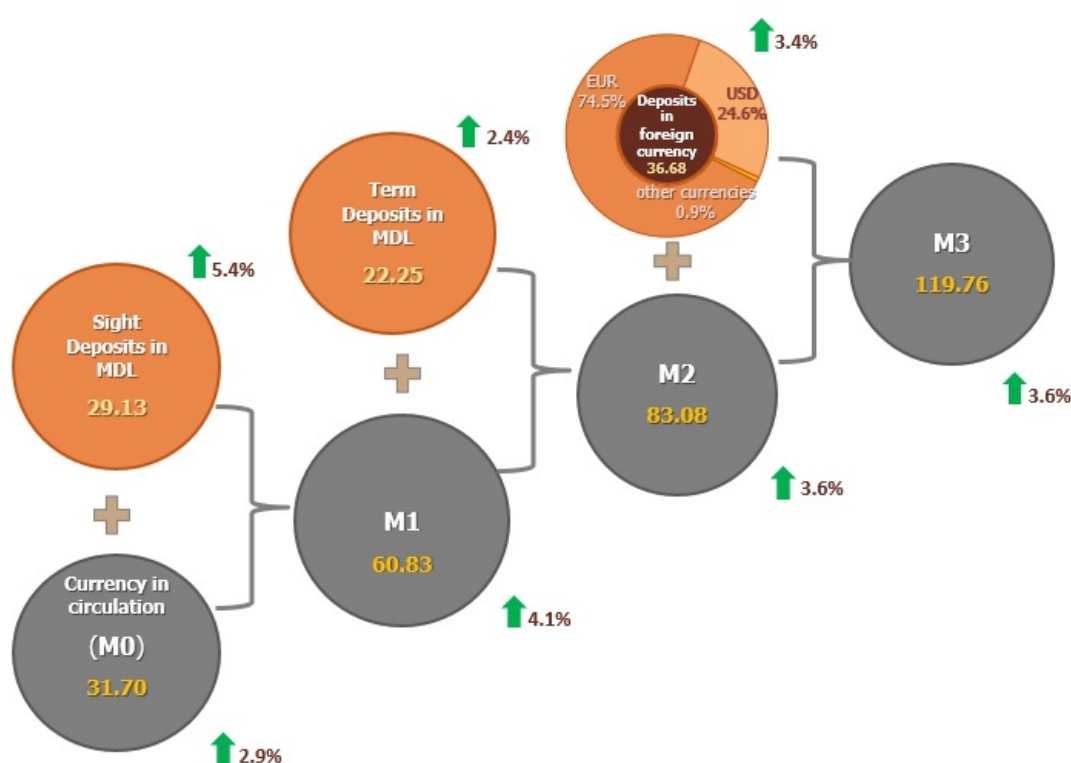 3.4%
EUR
74.5%
USD
24.6%
Deposits
in
foreign
currency
36.68
other currencies
0.9%
2.4%
Term
Deposits in
MDL
22.25
M3
119.76
3.6%
5.4%
Sight
Deposits in
MDL
29.13
M2
83.08
3.6%
M1
60.83
4.1%
Currency in
circulation
(M0)
31.70
2.9%